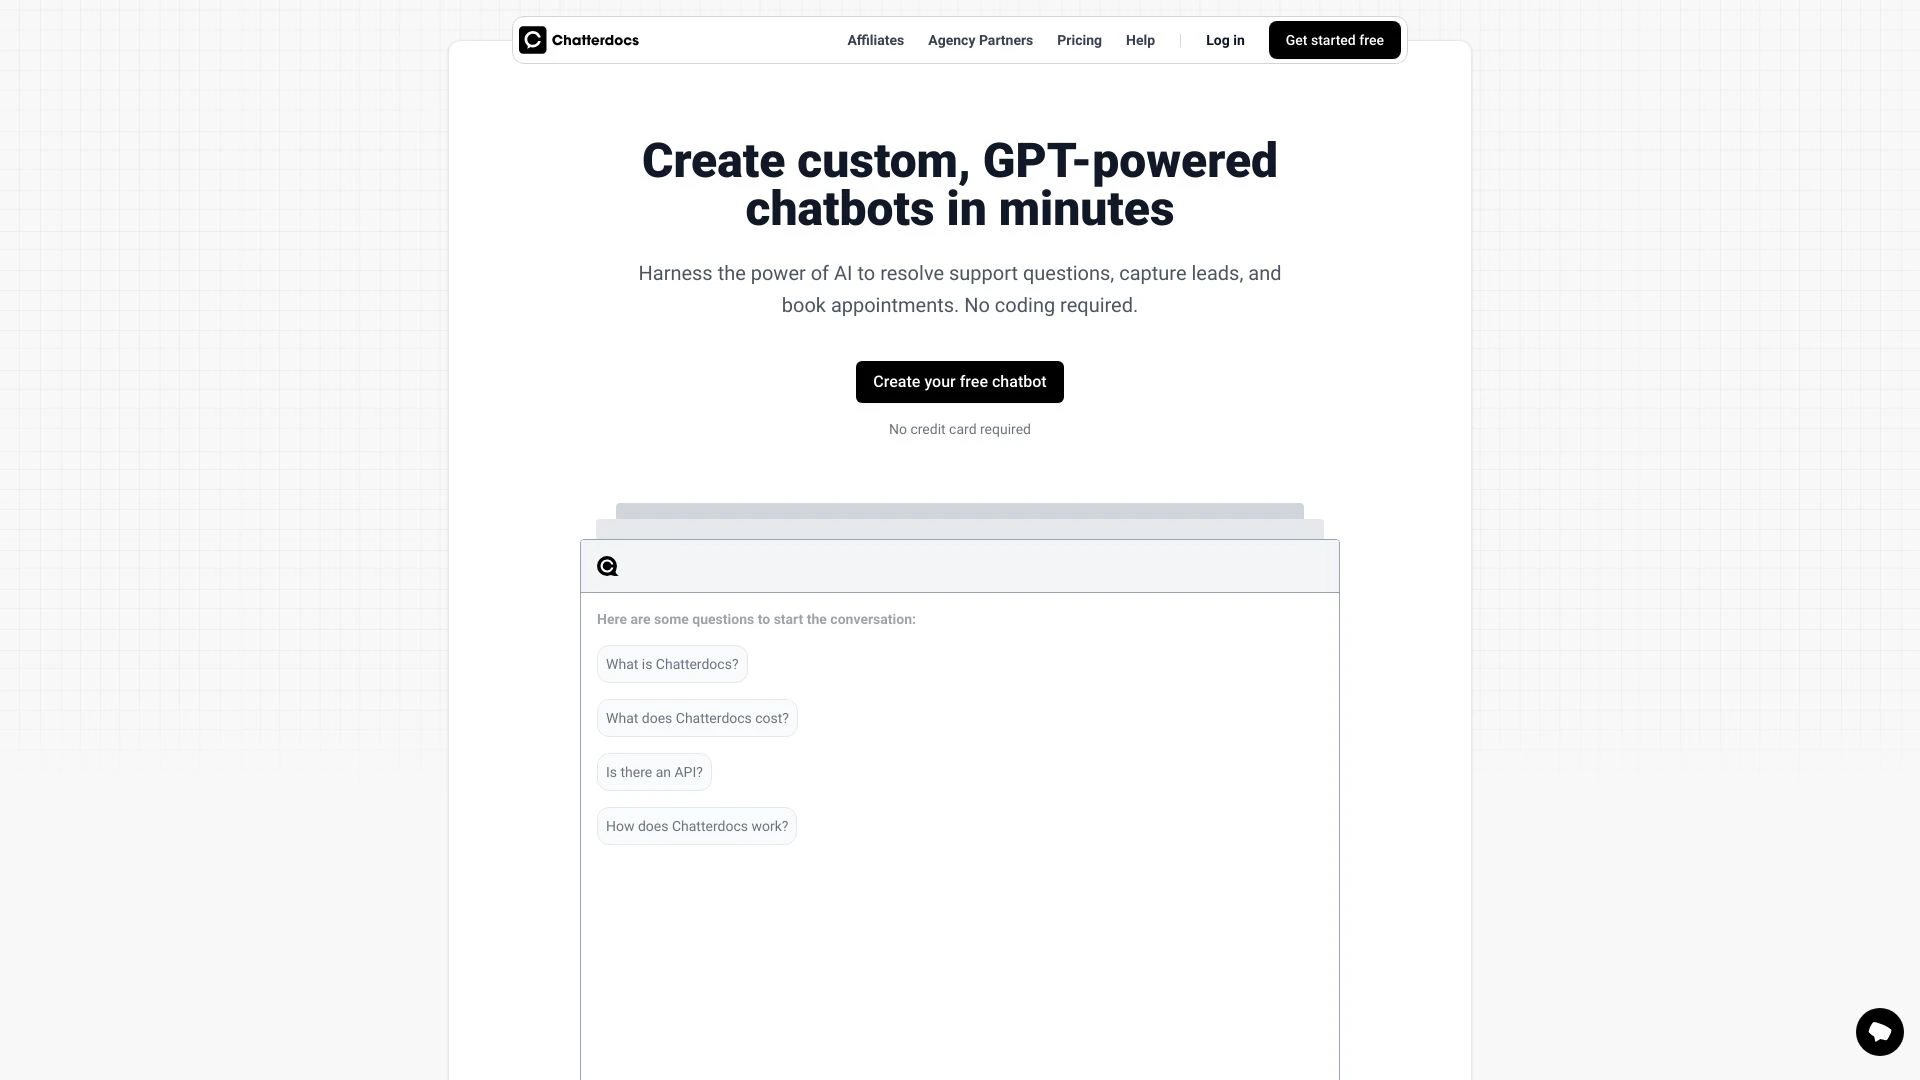 Chatterdocs
Affiliates
Agency Partners
Pricing
Help
Log in
Get started free
Create custom, GPT-powered
chatbots in minutes
Harness the power of AI to resolve support questions, capture leads, and
book appointments. No coding required.
Create your free chatbot
No credit card required
Here are some questions to start the conversation:
What is Chatterdocs?
What does Chatterdocs cost?
Is there an API?
How does Chatterdocs work?